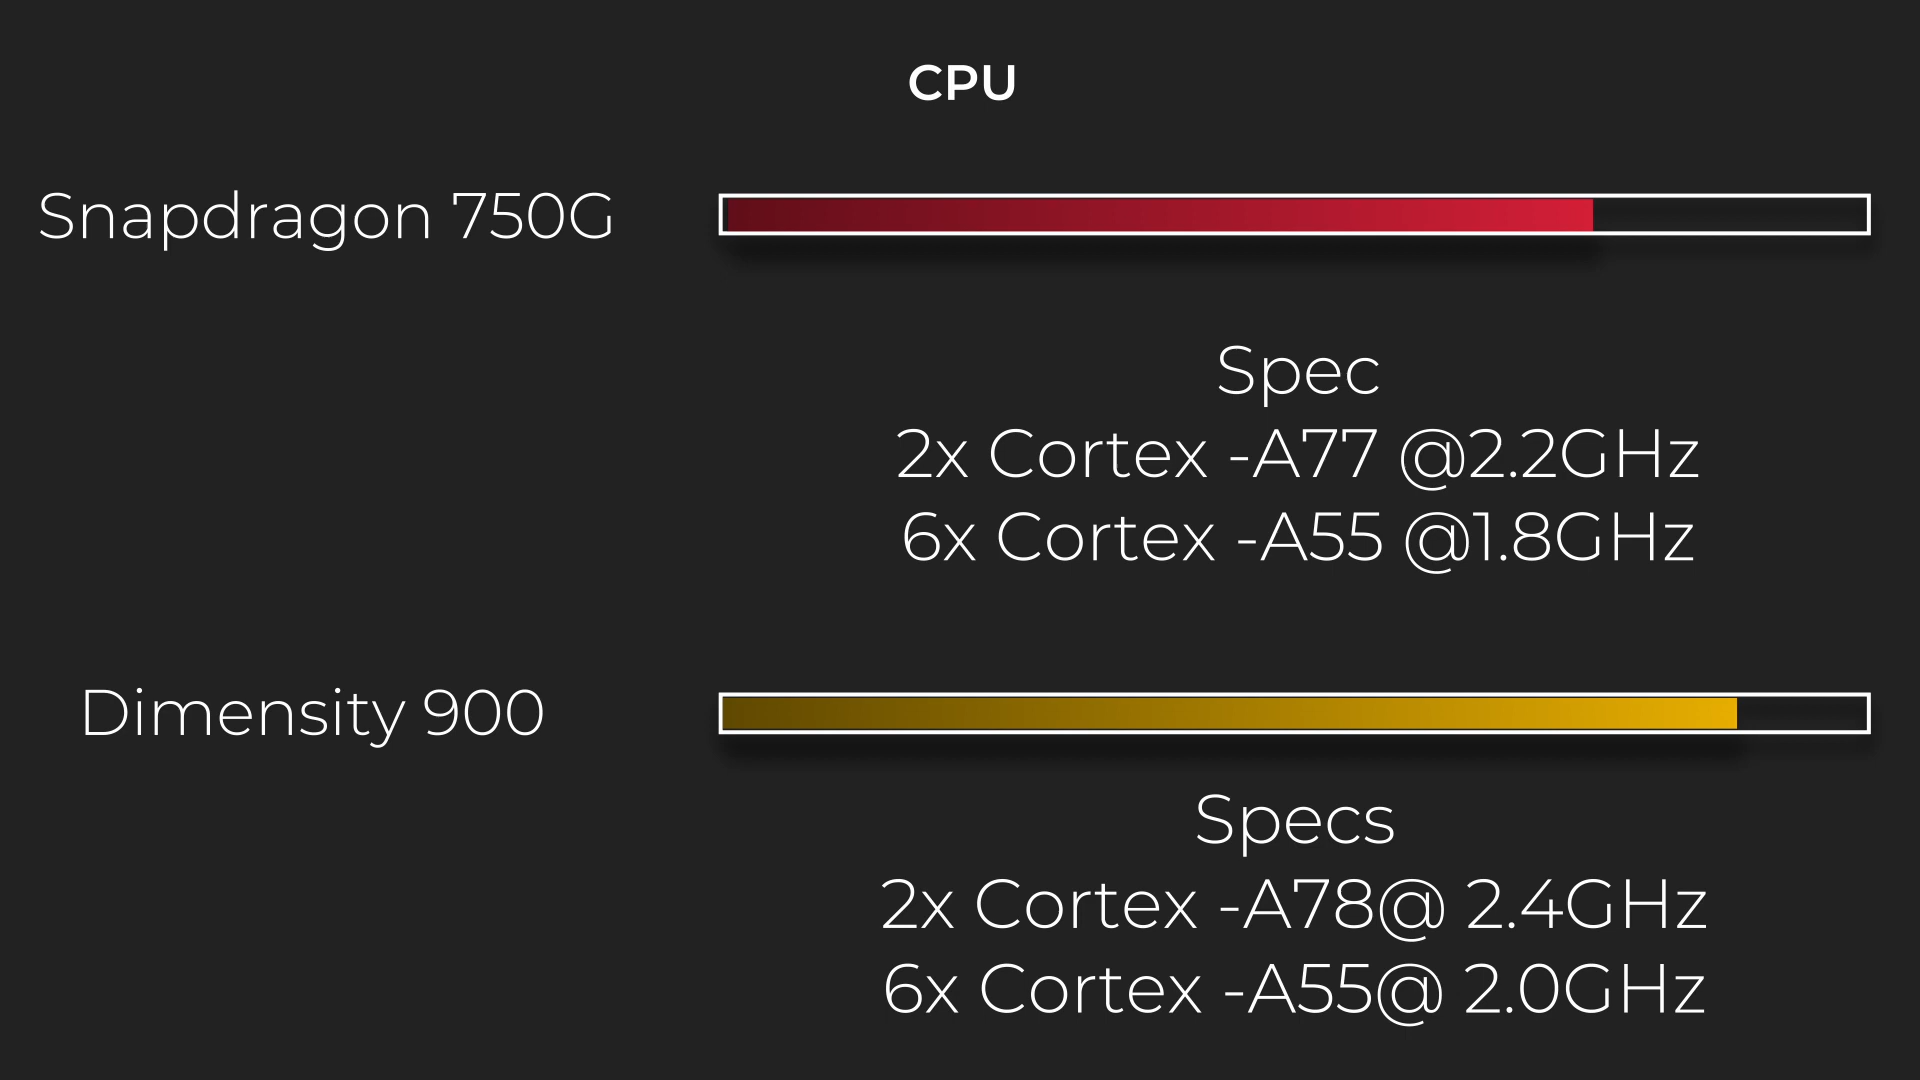 CPU
Snapdragon 750G
Spec
2x Cortex -A77 @2.2GHz
6x Cortex -A55 @1.8GHz
Dimensity 900
Specs
2x Cortex -A78@ 2.4GHz
6x Cortex -A55@ 2.0GHz